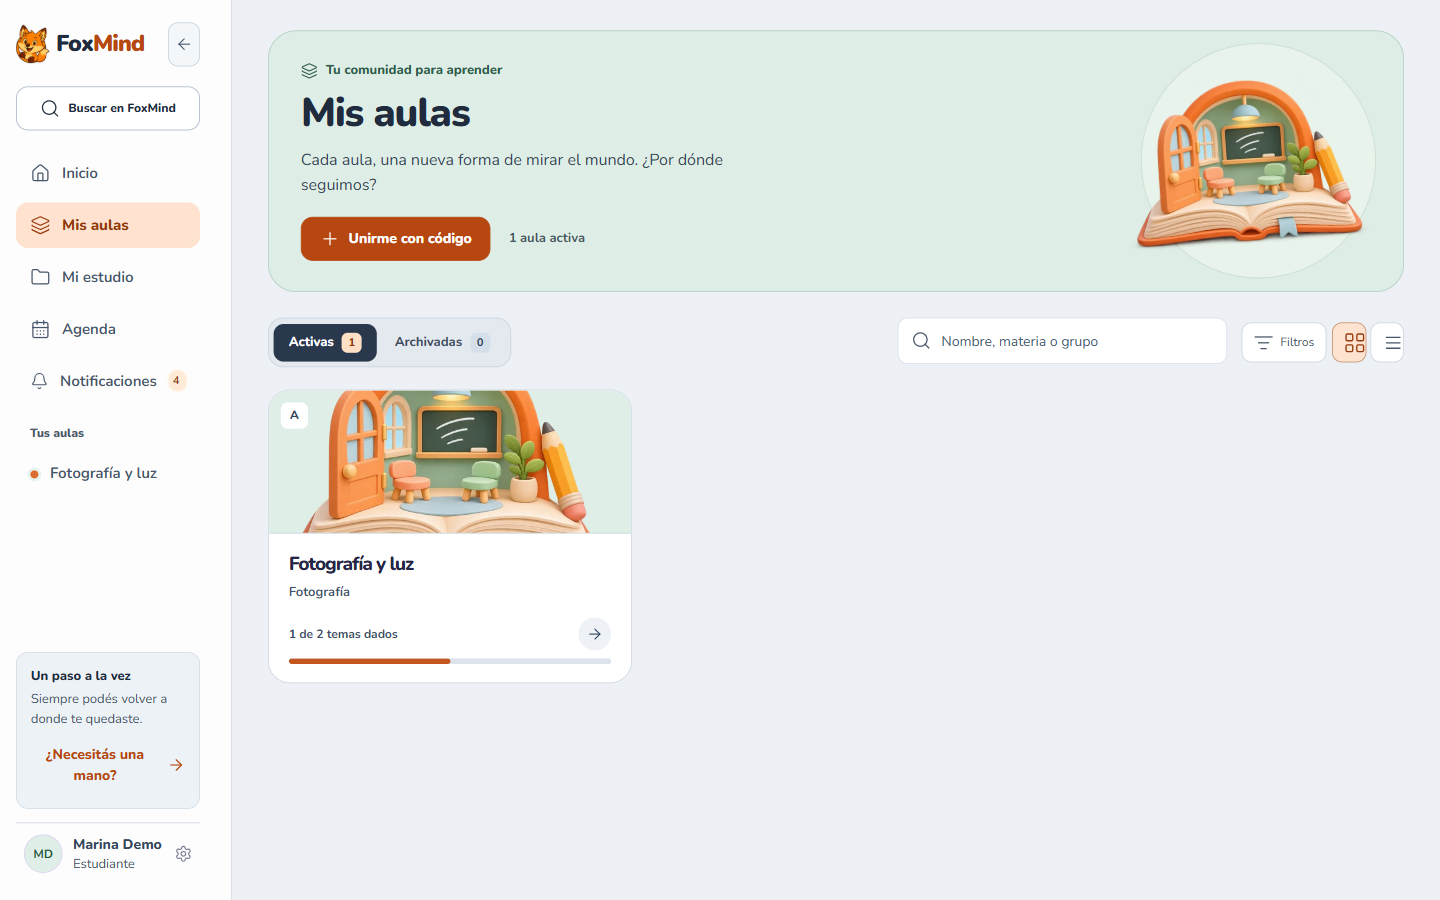 FoxMind
Buscar en FoxMind
Inicio
Mis aulas
Mi estudio
Agenda
Notificaciones 4
Tus aulas
Fotografía y luz
Un paso a la vez
Siempre podés volver a
donde te quedaste.
¿Necesitás una
mano?
MD
Marina Demo
Estudiante
Tu comunidad para aprender
Mis aulas
Cada aula, una nueva forma de mirar el mundo. ¿Por dónde
seguimos?
Unirme con código
1 aula activa
Activas 1
Archivadas 0
Nombre, materia o grupo
Filtros
A
Fotografía y luz
Fotografía
1 de 2 temas dados